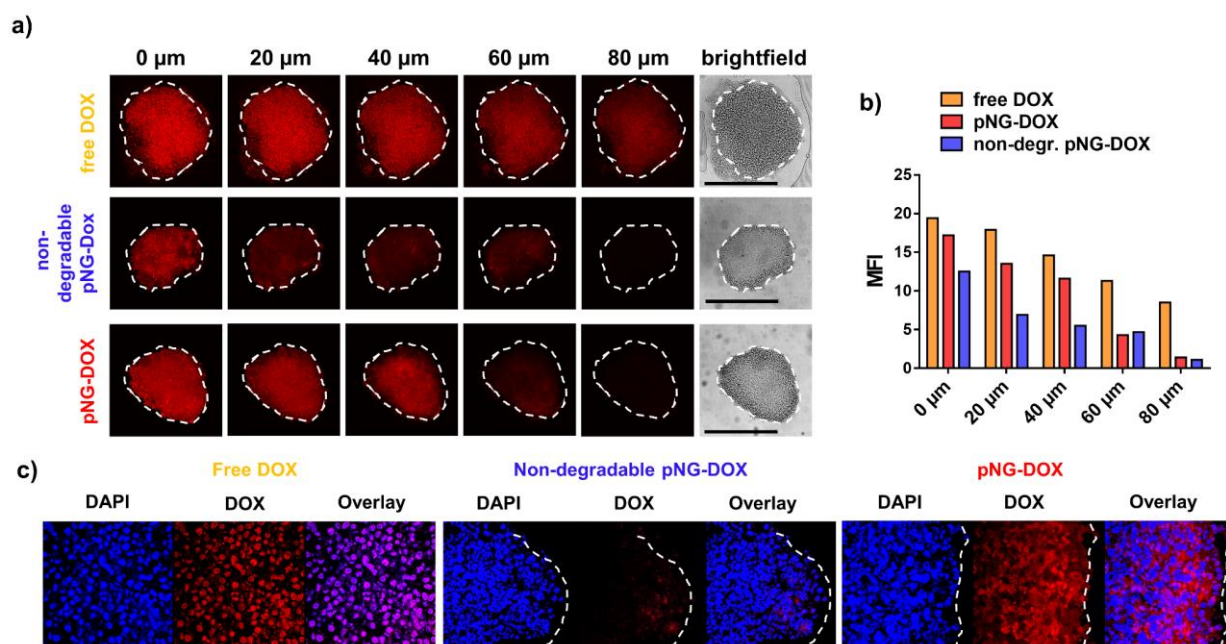 a)
0 µm 20 µm 40 µm 60 µm 80 µm brightfield
free DOX
non-
degradable
pNG-Dox
pNG-DOX
b)
free DOX
pNG-DOX
non-degr. pNG-DOX
MFI
25
20
15
10
5
0
0 µm 20 µm 40 µm 60 µm 80 µm
c)
Free DOX Non-degradable pNG-DOX pNG-DOX
DAPI DOX Overlay DAPI DOX Overlay DAPI DOX Overlay